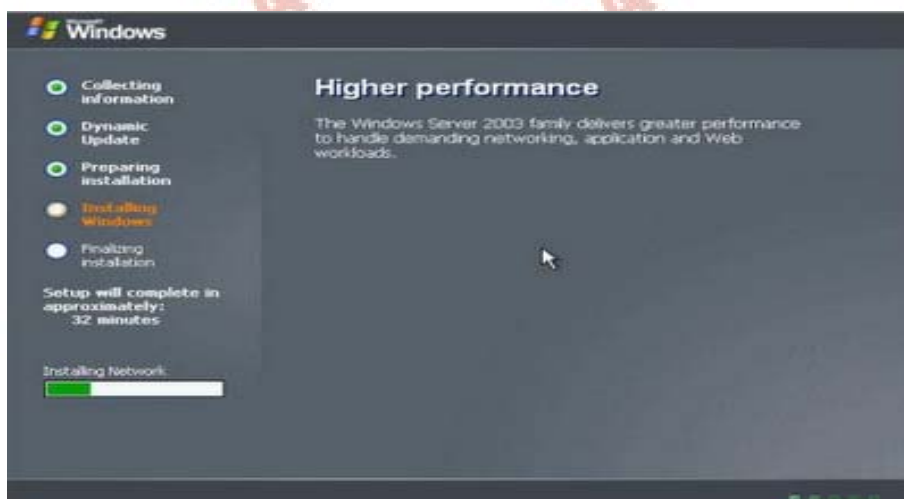 Microsoft
Windows
Collecting
information
Dynamic
Update
Preparing
installation
Installing
Windows
Finalizing
installation
Setup will complete in
approximately:
32 minutes
Installing Network
Higher performance
The Windows Server 2003 family delivers greater performance
to handle demanding networking, application and Web
workloads.